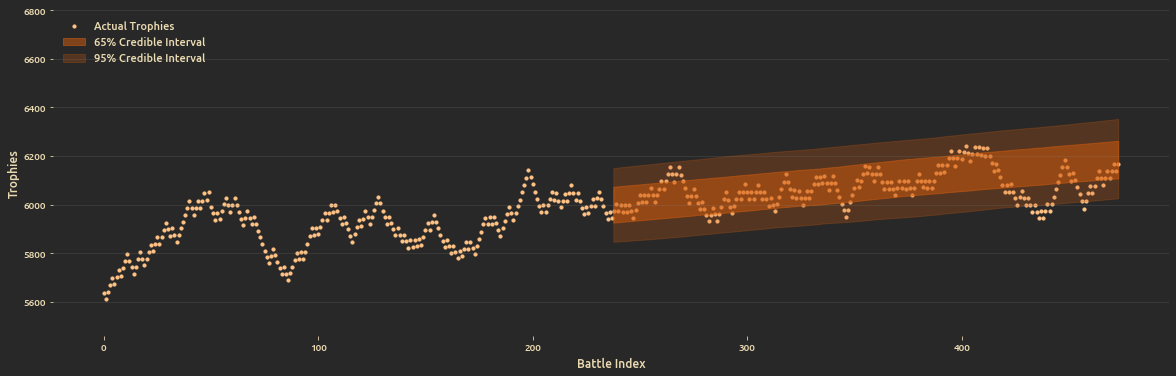 6800
6600
6400
6200
6000
5800
5600
Trophies
Actual Trophies
65% Credible Interval
95% Credible Interval
0
100
200
300
400
Battle Index